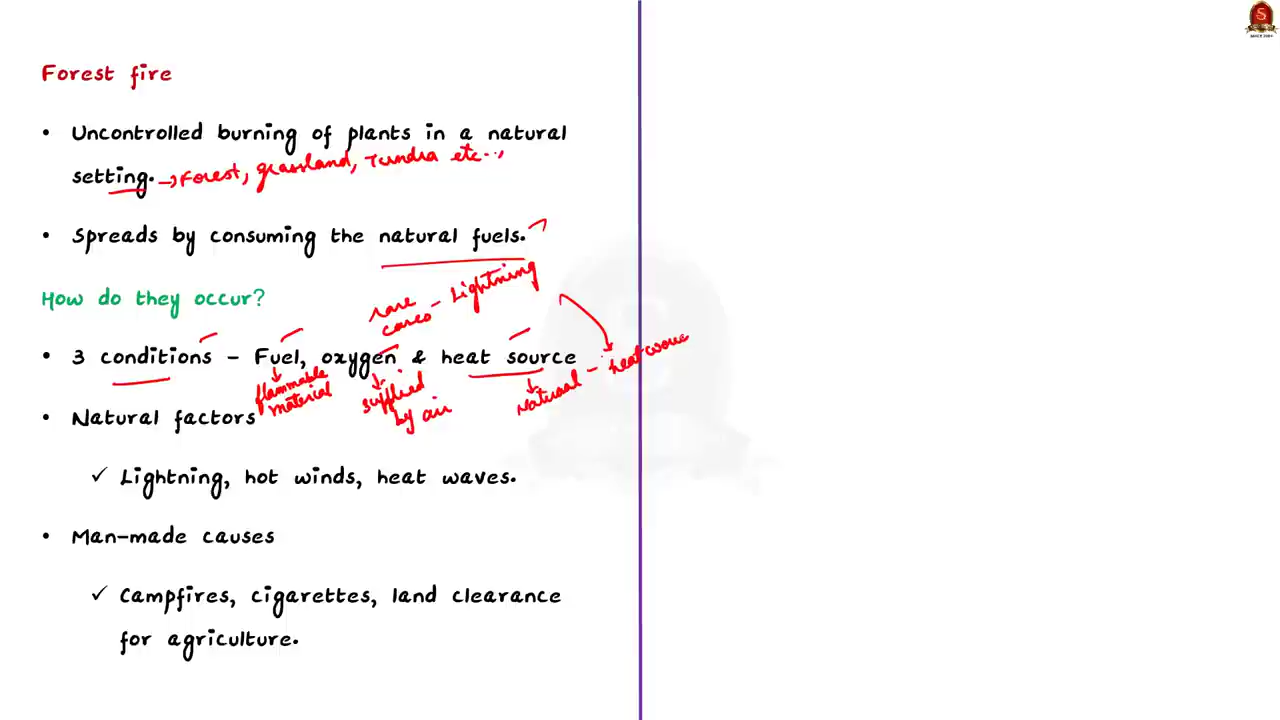 Forest fire
• Uncontrolled burning of plants in a natural
setting. → Forest, grassland, Tundra etc..,
• Spreads by consuming the natural fuels.
How do they occur?
rare cases - Lightning
• 3 conditions – Fuel, oxygen & heat source
flammable material
supplied by air
Natural - heat wave
• Natural factors
✓ Lightning, hot winds, heat waves.
• Man-made causes
✓ Campfires, cigarettes, land clearance
for agriculture.
S